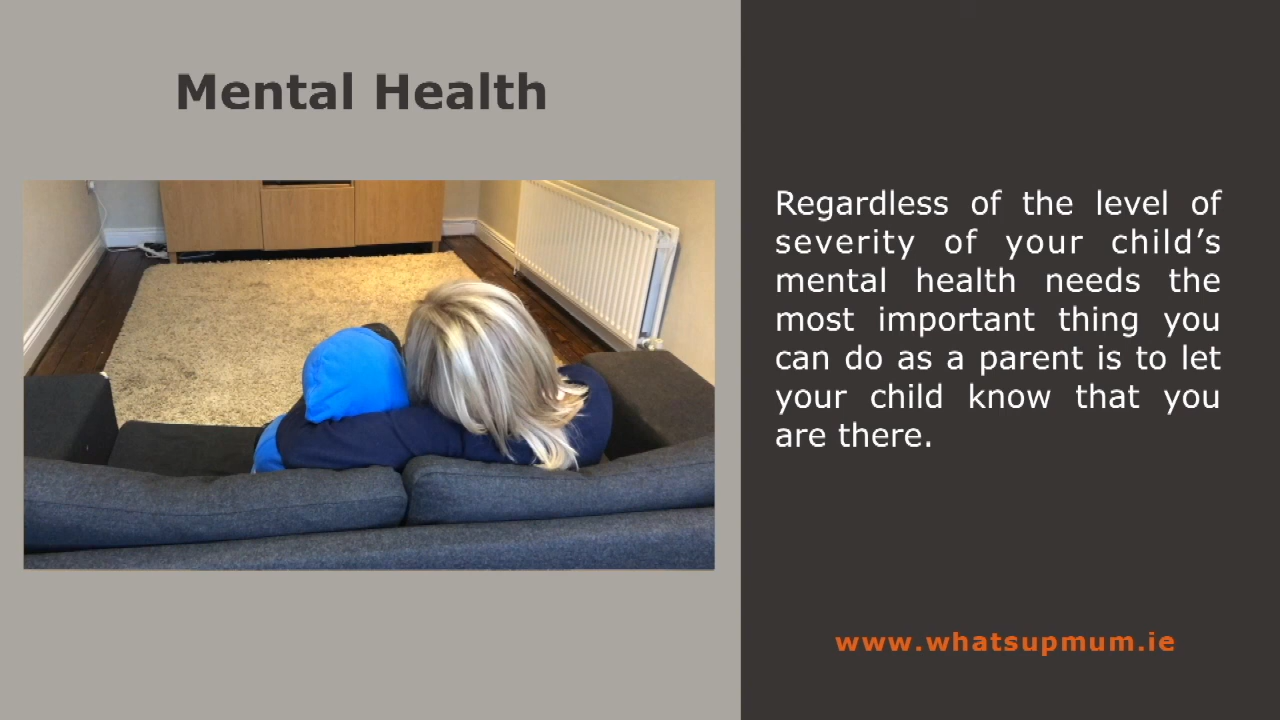 Mental Health
Regardless of the level of
severity of your child’s
mental health needs the
most important thing you
can do as a parent is to let
your child know that you
are there.
www.whatsupmum.ie